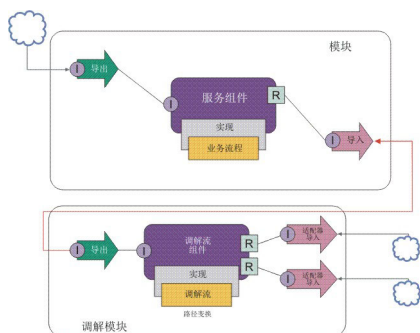 模块
I 导出
服务组件
R
I
实现
业务流程
I 导入
I 导出
I
调解流
组件
R
R
实现
调解流
路径变换
I 适配器
导入
I 适配器
导入
调解模块